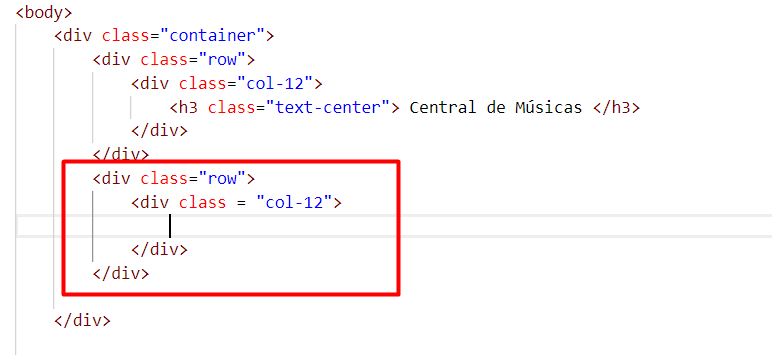 <body>
<div class="container">
<div class="row">
<div class="col-12">
<h3 class="text-center"> Central de Músicas </h3>
</div>
</div>
<div class="row">
<div class = "col-12">
</div>
</div>
</div>